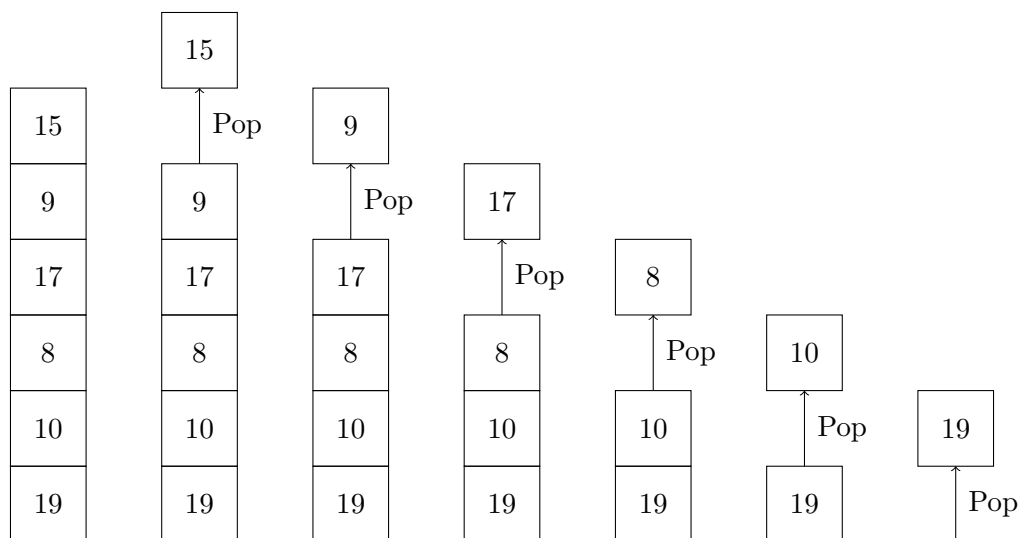 15
15 Pop 9
9 9 Pop 17
17 17 17 Pop 8
8 8 8 8 Pop 10
10 10 10 10 10 Pop 19
19 19 19 19 19 19 Pop